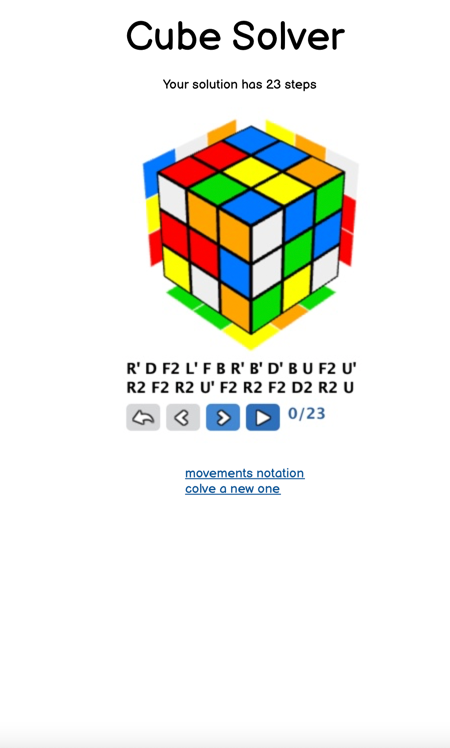 Cube Solver
Your solution has 23 steps
R' D F2 L' F B R' B' D' B U F2 U'
R2 F2 R2 U' F2 R2 F2 D2 R2 U
0/23
movements notation
colve a new one